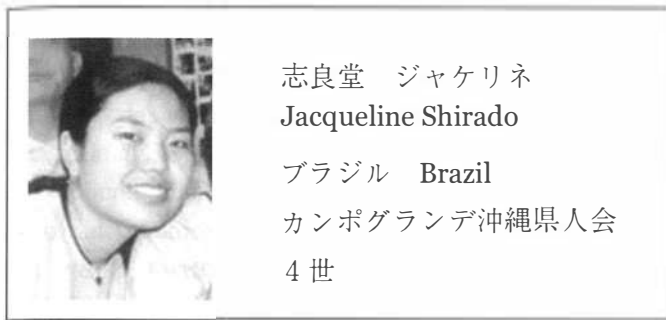 志良堂　ジャケリネ
Jacqueline Shirado
ブラジル　Brazil
カンポグランデ沖縄県人会
４世